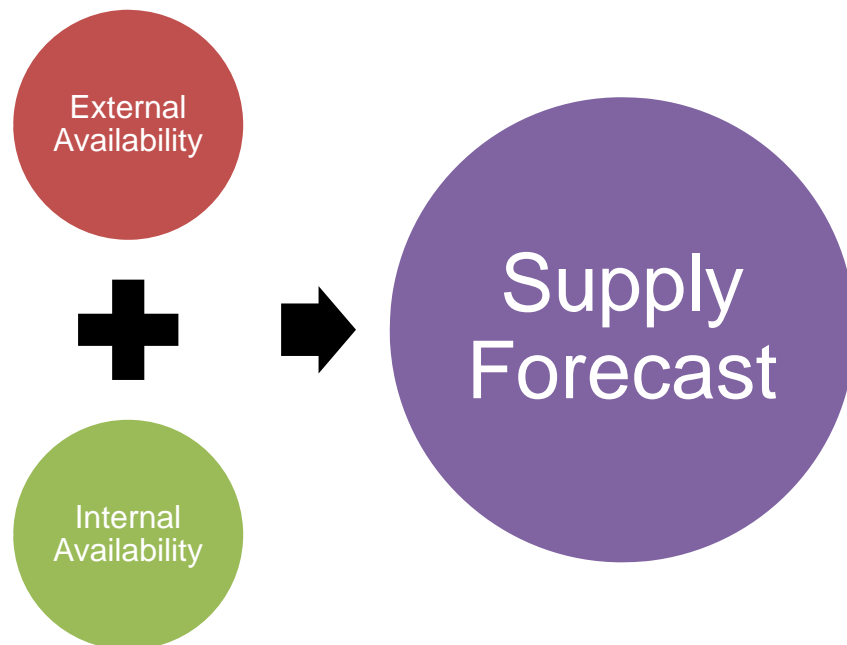 External
Availability
Internal
Availability
Supply
Forecast